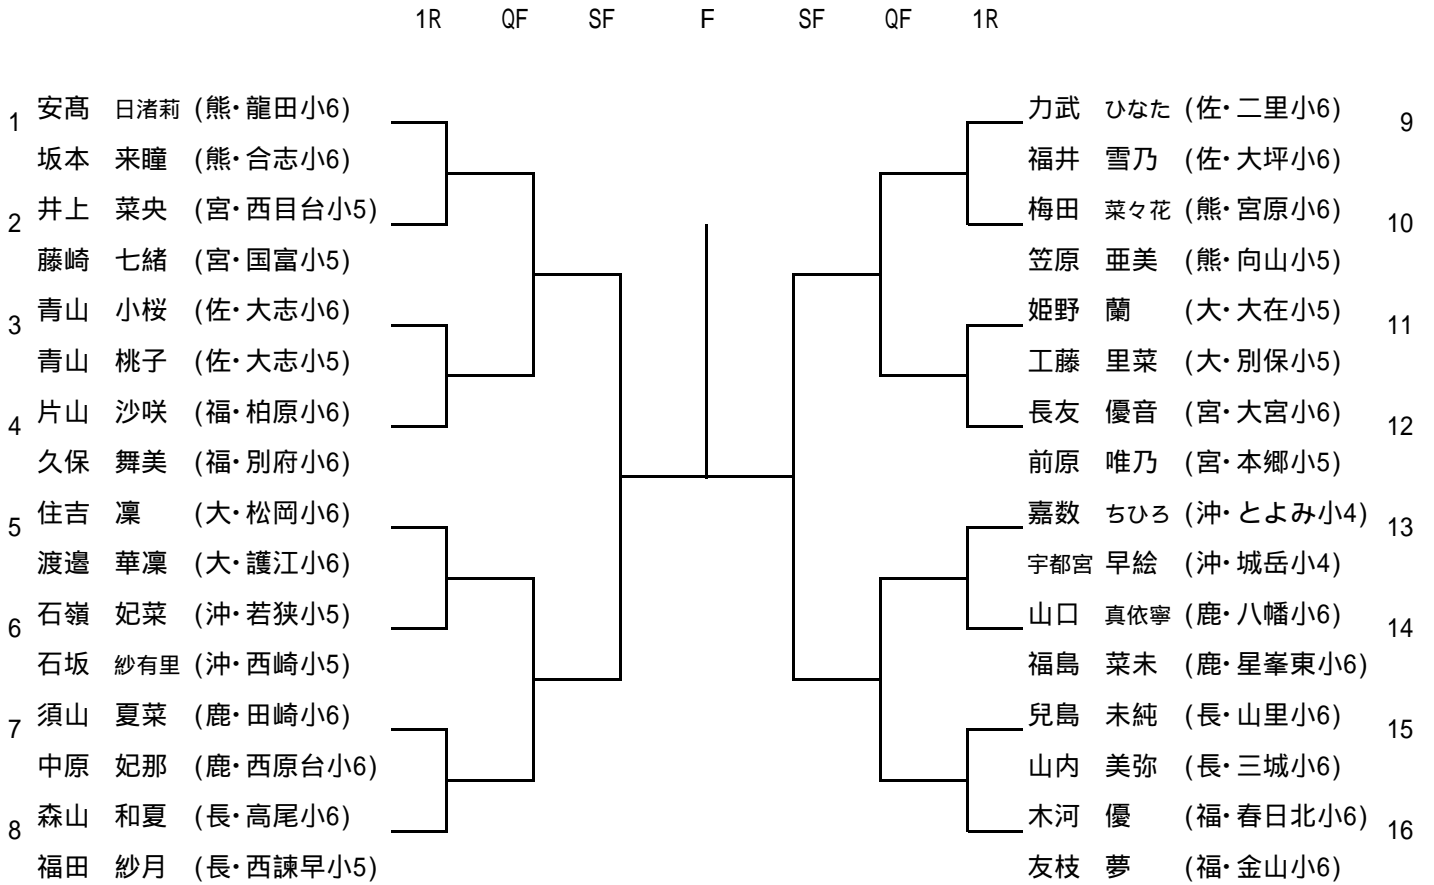 1R QF SF F SF QF 1R
1 安髙 日渚莉 (熊・龍田小6)
坂本 来瞳 (熊・合志小6)
2 井上 菜央 (宮・西目台小5)
藤崎 七緒 (宮・国富小5)
3 青山 小桜 (佐・大志小6)
青山 桃子 (佐・大志小5)
4 片山 沙咲 (福・柏原小6)
久保 舞美 (福・別府小6)
5 住吉 凜 (大・松岡小6)
渡邉 華凜 (大・護江小6)
6 石嶺 妃菜 (沖・若狭小5)
石坂 紗有里 (沖・西崎小5)
7 須山 夏菜 (鹿・田崎小6)
中原 妃那 (鹿・西原台小6)
8 森山 和夏 (長・高尾小6)
福田 紗月 (長・西諫早小5)
力武 ひなた (佐・二里小6) 9
福井 雪乃 (佐・大坪小6)
梅田 菜々花 (熊・宮原小6) 10
笠原 亜美 (熊・向山小5)
姫野 蘭 (大・大在小5) 11
工藤 里菜 (大・別保小5)
長友 優音 (宮・大宮小6) 12
前原 唯乃 (宮・本郷小5)
嘉数 ちひろ (沖・とよみ小4) 13
宇都宮 早絵 (沖・城岳小4)
山口 真依寧 (鹿・八幡小6) 14
福島 菜未 (鹿・星峯東小6)
兒島 未純 (長・山里小6) 15
山内 美弥 (長・三城小6)
木河 優 (福・春日北小6) 16
友枝 夢 (福・金山小6)